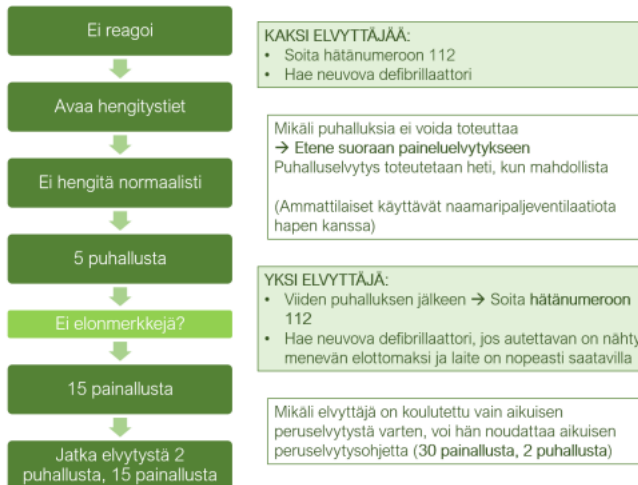 Ei reagoi
Avaa hengitystiet
Ei hengitä normaalisti
5 puhallusta
Ei elonmerkkejä?
15 painallusta
Jatka elvytystä 2
puhallusta, 15 painallusta
KAKSI ELVYTTÄJÄÄ:
• Soita hätänumeroon 112
• Hae neuvova defibrillaattori
Mikäli puhalluksia ei voida toteuttaa
→ Etene suoraan paineluelvytykseen
Puhalluselvytys toteutetaan heti, kun mahdollista
(Ammattilaiset käyttävät naamaripaljeventilaatiota
hapen kanssa)
YKSI ELVYTTÄJÄ:
• Viiden puhalluksen jälkeen → Soita hätänumeroon
112
• Hae neuvova defibrillaattori, jos autettavan on nähty
menevän elottomaksi ja laite on nopeasti saatavilla
Mikäli elvyttäjä on koulutettu vain aikuisen
peruselvytystä varten, voi hän noudattaa aikuisen
peruselvytysohjetta (30 painallusta, 2 puhallusta)